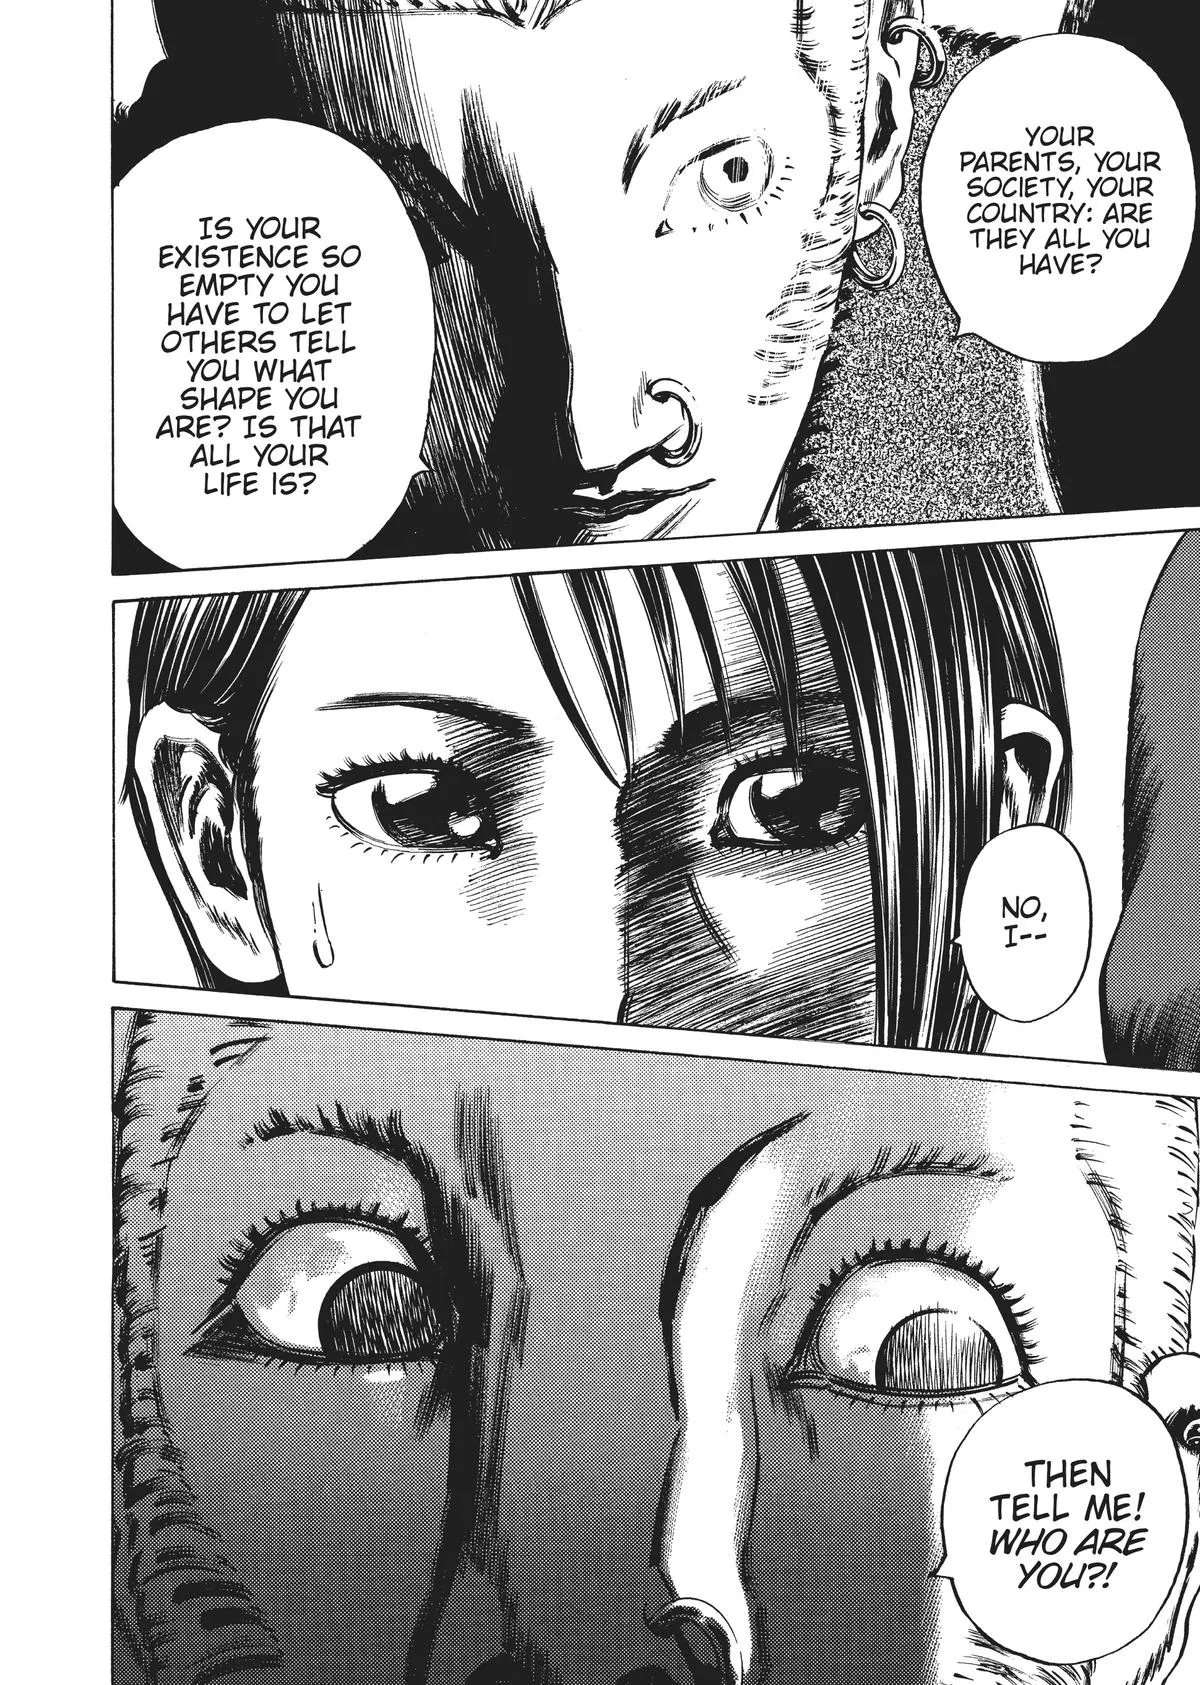 YOUR
PARENTS, YOUR
SOCIETY, YOUR
COUNTRY: ARE
THEY ALL YOU
HAVE?
IS YOUR
EXISTENCE SO
EMPTY YOU
HAVE TO LET
OTHERS TELL
YOU WHAT
SHAPE YOU
ARE? IS THAT
ALL YOUR
LIFE IS?
NO,
I--
THEN
TELL ME!
WHO ARE
YOU?!